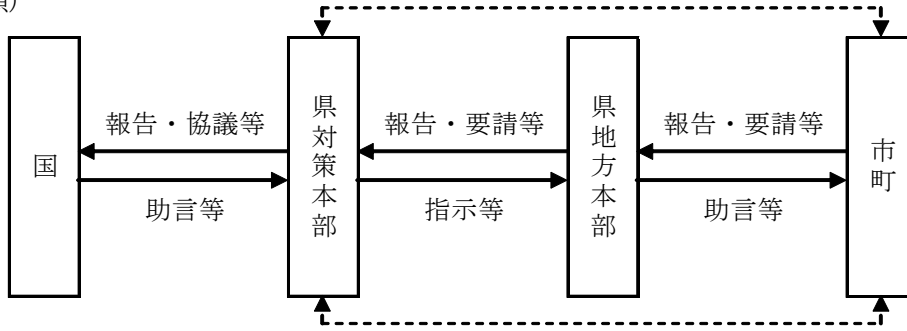 国
報告・協議等
助言等
県対策本部
報告・要請等
指示等
県地方本部
報告・要請等
助言等
市町